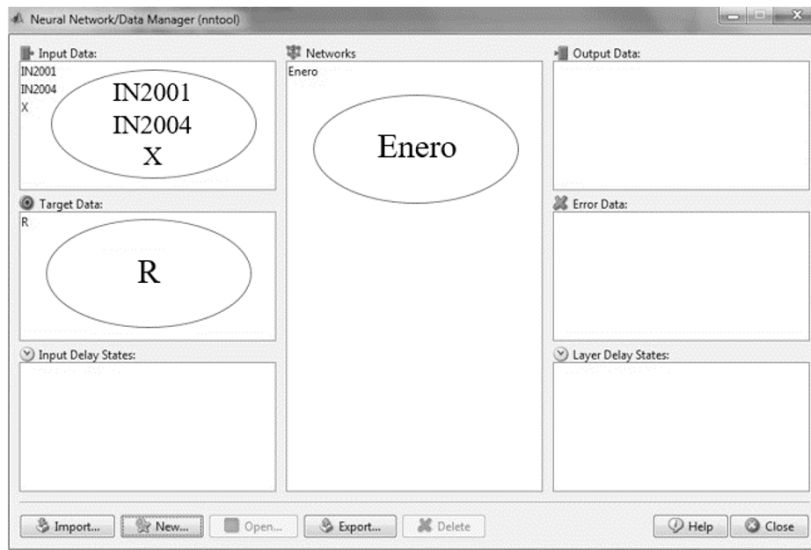 Neural Network/Data Manager (nntool)
Input Data:
IN2001
IN2004
X
IN2001
IN2004
X
Networks
Enero
Enero
Output Data:
Target Data:
R
R
Error Data:
Input Delay States:
Layer Delay States:
Import...
New...
Open...
Export...
Delete
Help
Close